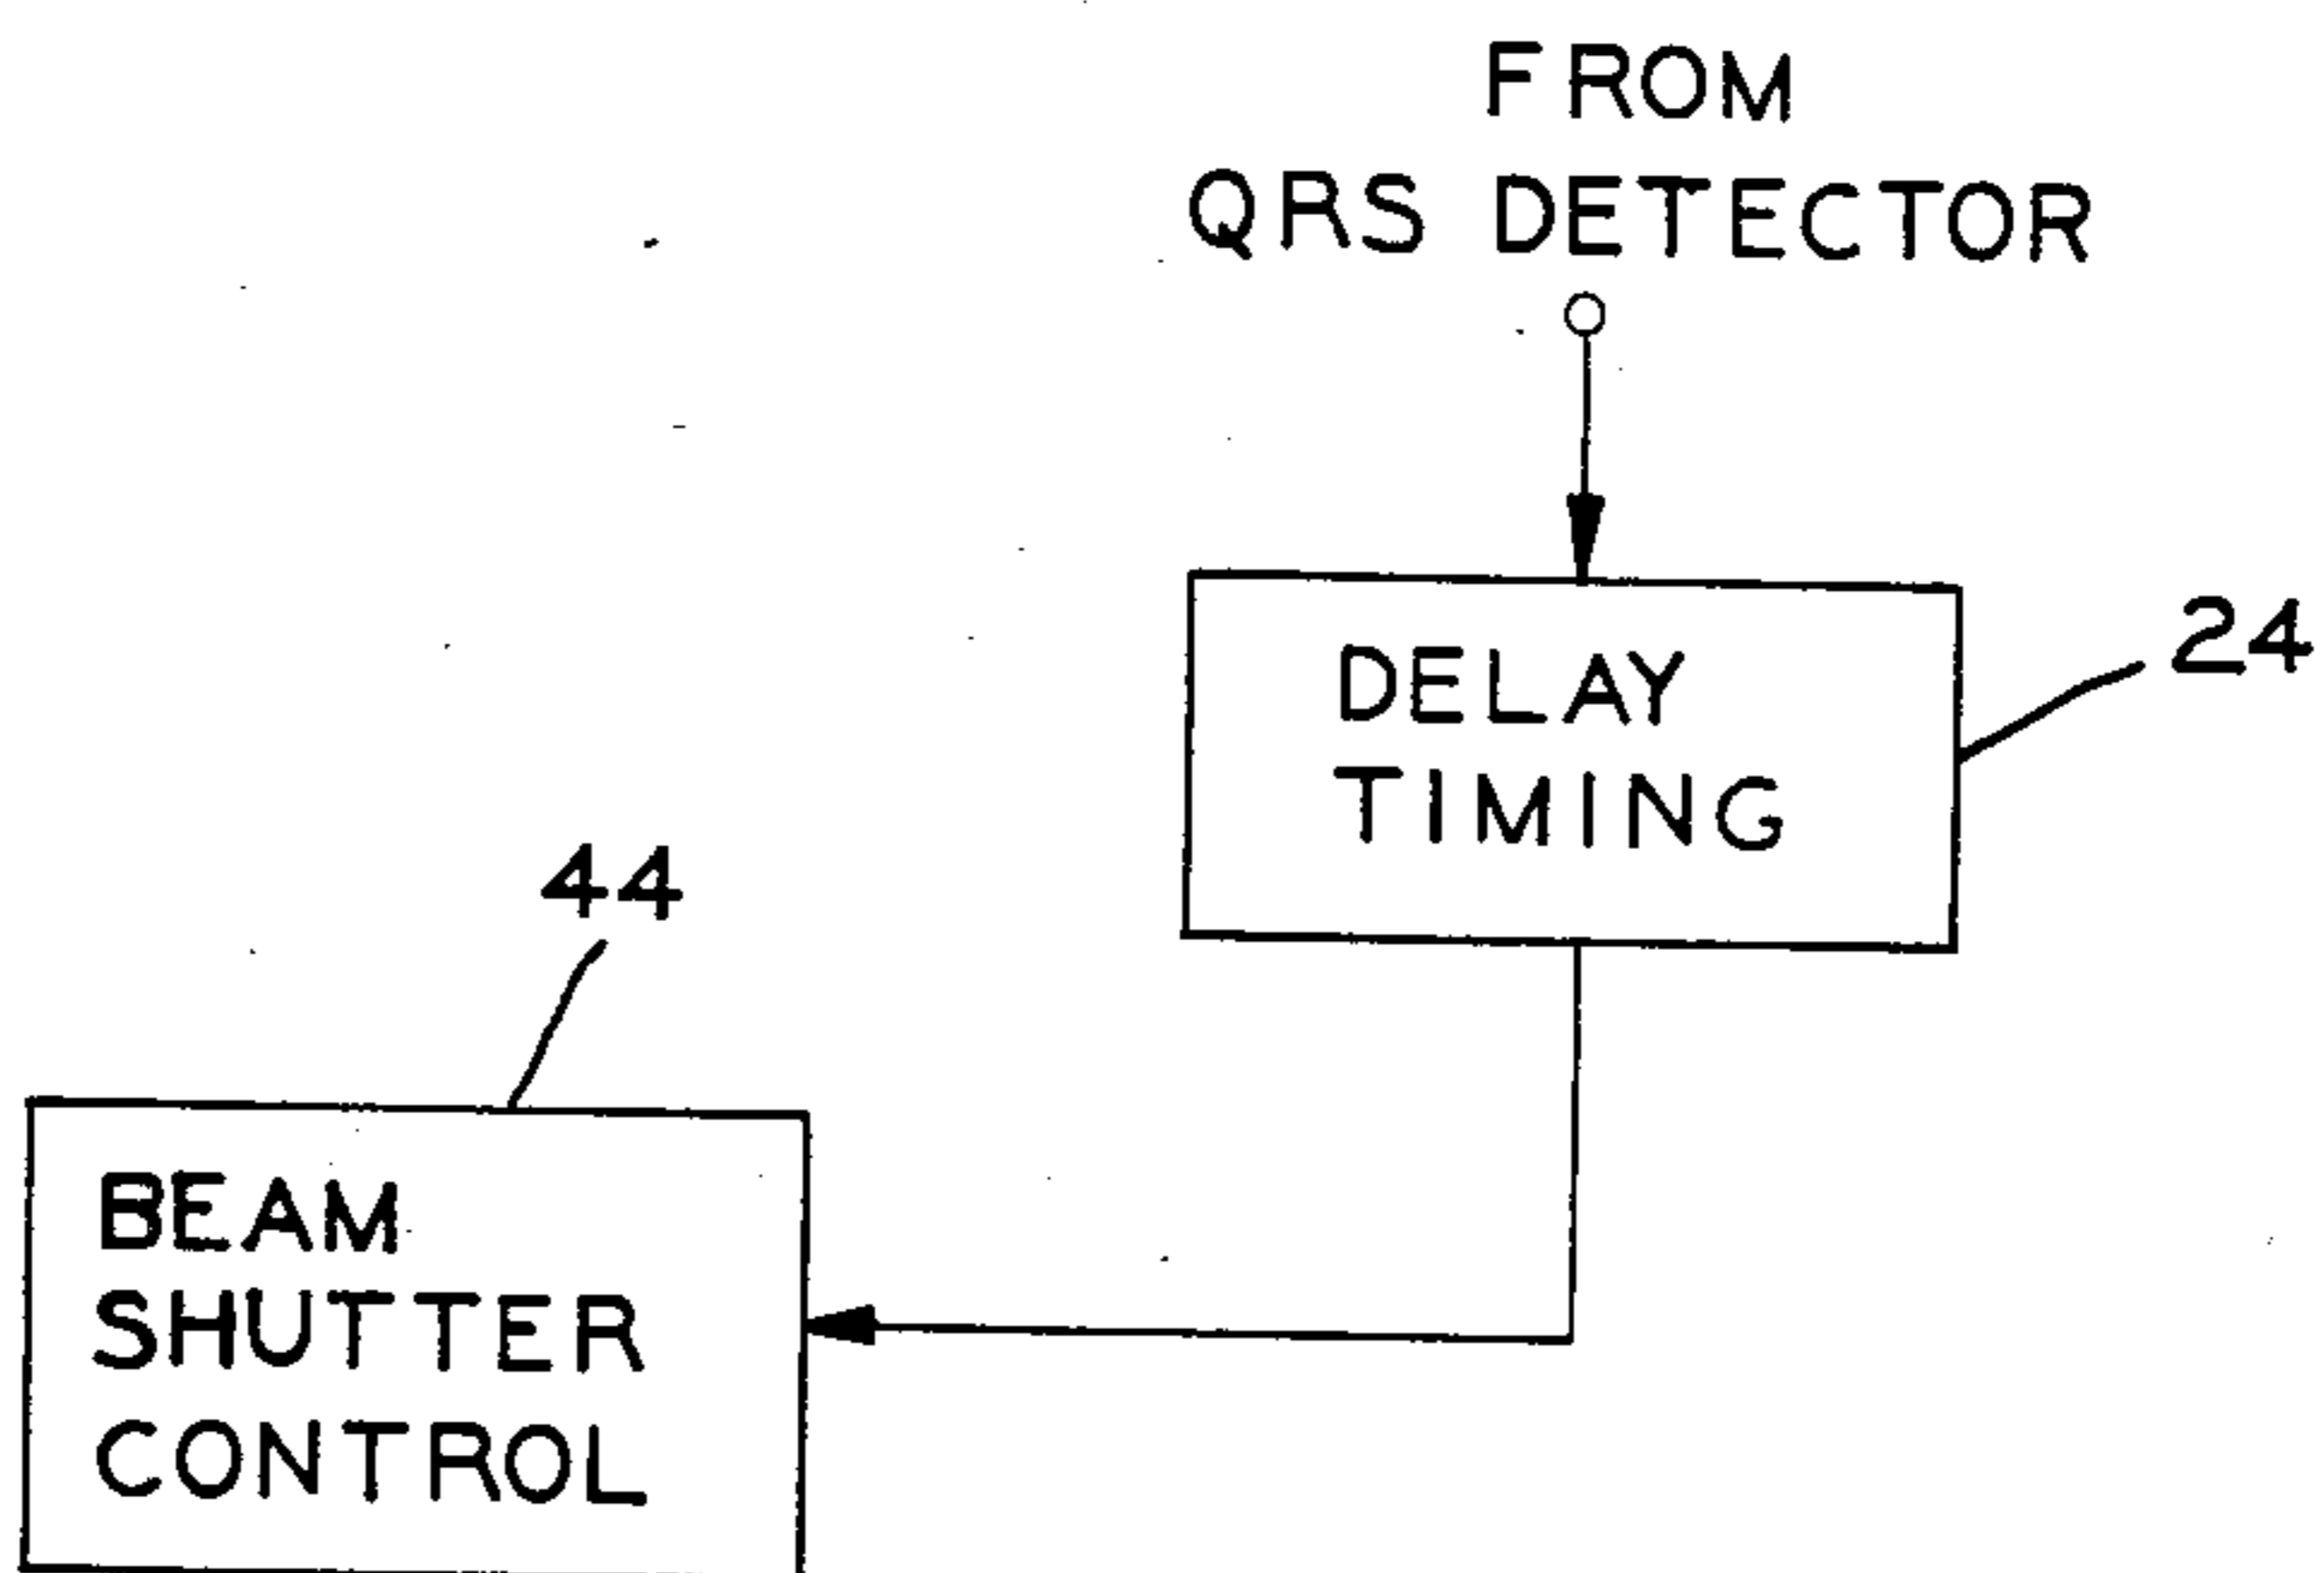 FROM
QRS DETECTOR
DELAY
TIMING
24
44
BEAM
SHUTTER
CONTROL